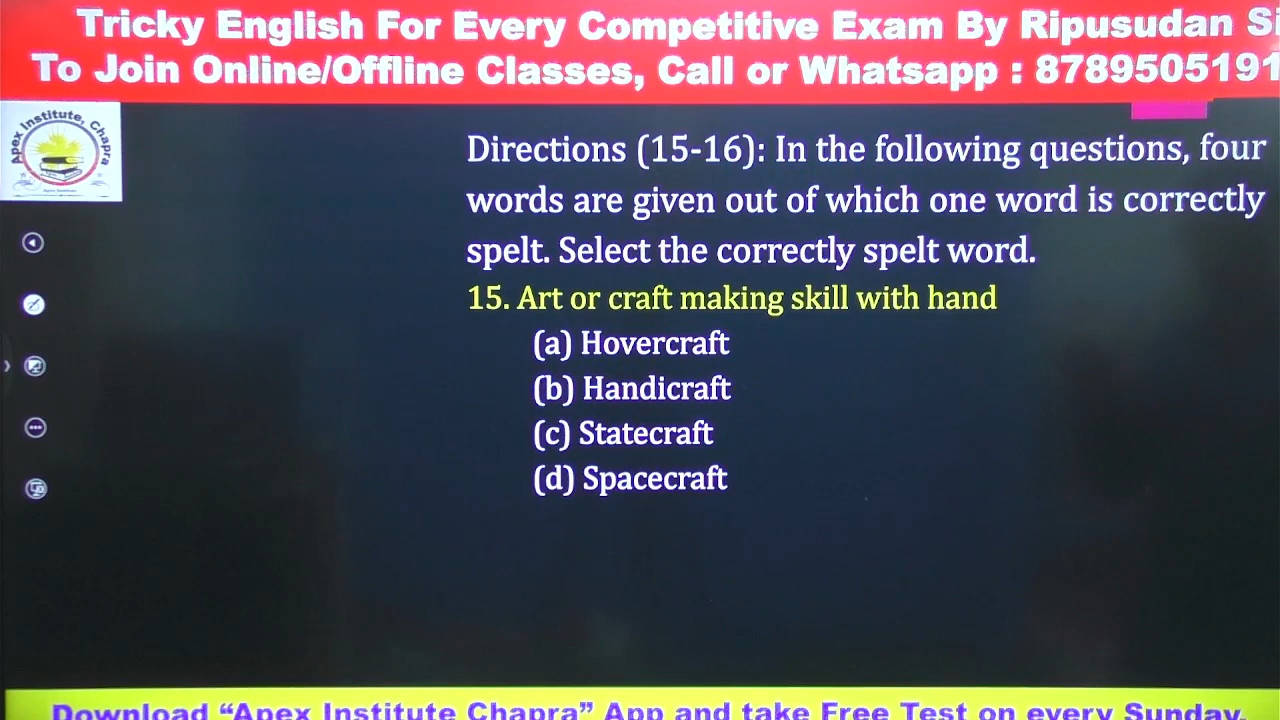 Tricky English For Every Competitive Exam By Ripusudan
To Join Online/Offline Classes, Call or Whatsapp : 8789505191
Apex Institute, Chapra
Directions (15-16): In the following questions, four
words are given out of which one word is correctly
spelt. Select the correctly spelt word.
15. Art or craft making skill with hand
(a) Hovercraft
(b) Handicraft
(c) Statecraft
(d) Spacecraft
Download “Apex Institute Chapra” App and take Free Test on every Sunday.